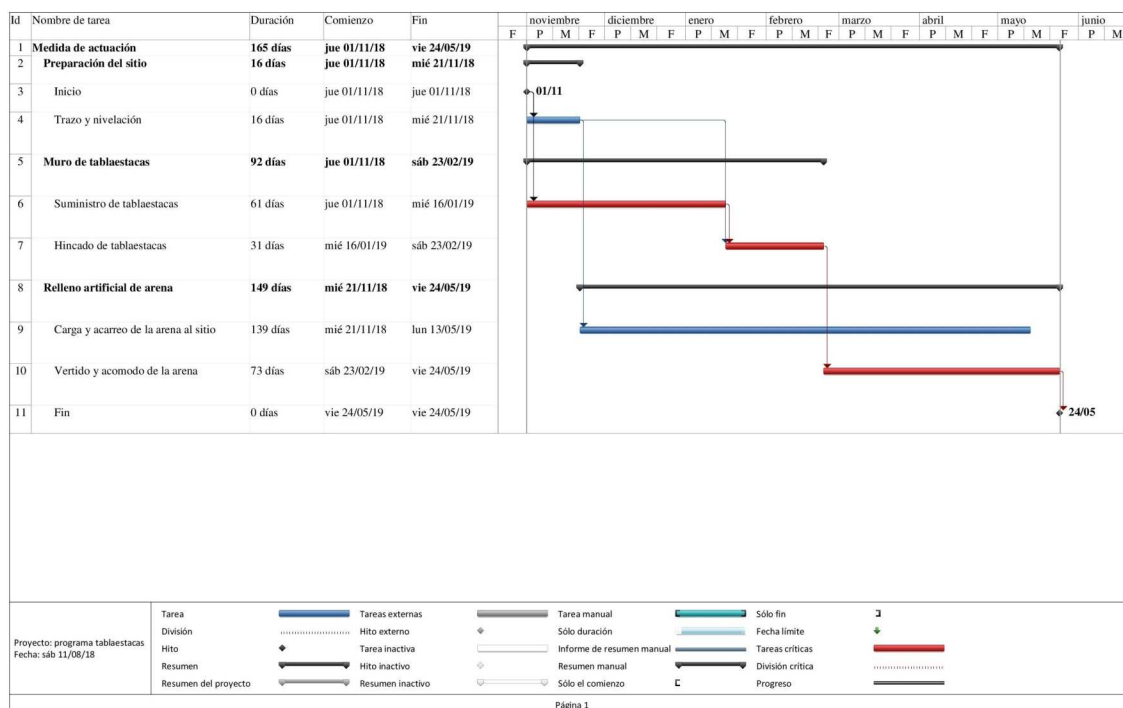 Id Nombre de tarea Duración Comienzo Fin noviembre diciembre enero febrero marzo abril mayo junio
F P M F P M F P M F P M F P M F P M F P M F P M
1 Medida de actuación 165 días jue 01/11/18 vie 24/05/19
2 Preparación del sitio 16 días jue 01/11/18 mié 21/11/18
3 Inicio 0 días jue 01/11/18 jue 01/11/18 01/11
4 Trazo y nivelación 16 días jue 01/11/18 mié 21/11/18
5 Muro de tablaestacas 92 días jue 01/11/18 sáb 23/02/19
6 Suministro de tablaestacas 61 días jue 01/11/18 mié 16/01/19
7 Hincado de tablaestacas 31 días mié 16/01/19 sáb 23/02/19
8 Relleno artificial de arena 149 días mié 21/11/18 vie 24/05/19
9 Carga y acarreo de la arena al sitio 139 días mié 21/11/18 lun 13/05/19
10 Vertido y acomodo de la arena 73 días sáb 23/02/19 vie 24/05/19
11 Fin 0 días vie 24/05/19 vie 24/05/19 24/05
Proyecto: programa tablaestacas
Fecha: sáb 11/08/18
Tarea Tareas externas Tarea manual Sólo fin
División Hito externo Sólo duración Fecha límite
Hito Tarea inactiva Informe de resumen manual Tareas críticas
Resumen Hito inactivo Resumen manual División crítica
Resumen del proyecto Resumen inactivo Sólo el comienzo Progreso
Página 1